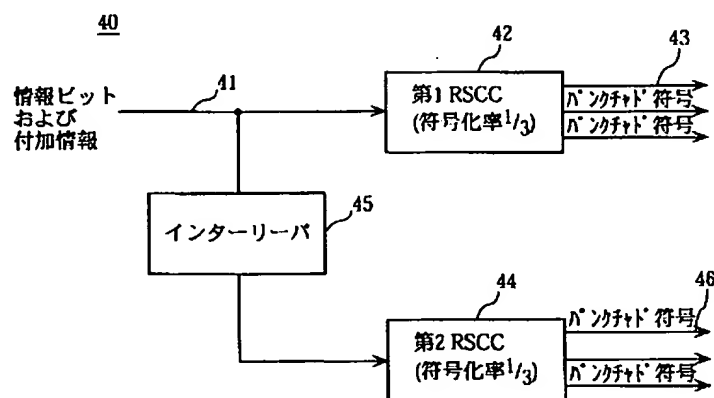 40
42
43
情報ビット
および
付加情報
41
第1 RSCC
(符号化率1/3)
パンクチャド符号
パンクチャド符号
インターリーバ
45
44
46
第2 RSCC
(符号化率1/3)
パンクチャド符号
パンクチャド符号